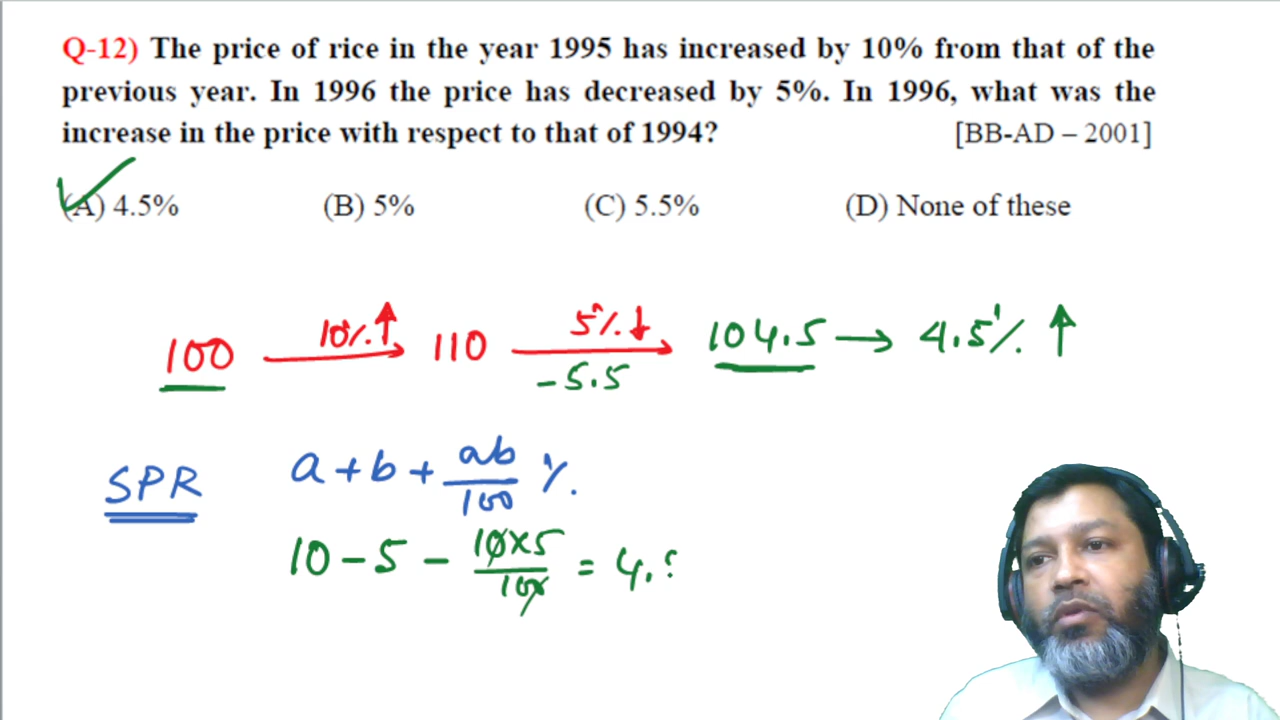 Q-12) The price of rice in the year 1995 has increased by 10% from that of the
previous year. In 1996 the price has decreased by 5%. In 1996, what was the
increase in the price with respect to that of 1994? [BB-AD – 2001]
(A) 4.5% (B) 5% (C) 5.5% (D) None of these
100 10%↑ 110 5%↓ 104.5 → 4.5% ↑
-5.5
SPR a + b + ab/100 %.
10 - 5 - 10×5/100 = 4.